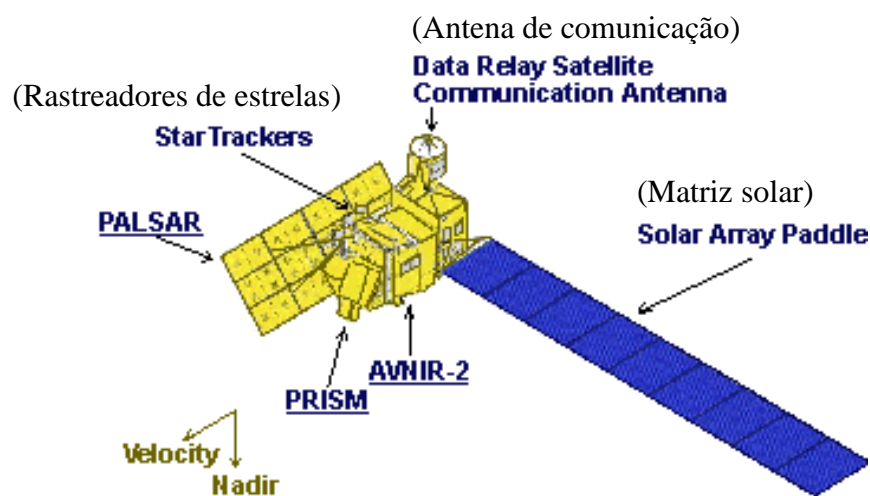 (Antena de comunicação)
Data Relay Satellite
Communication Antenna
(Rastreadores de estrelas)
StarTrackers
(Matriz solar)
PALSAR
Solar Array Paddle
AVNIR-2
PRISM
Velocity
Nadir